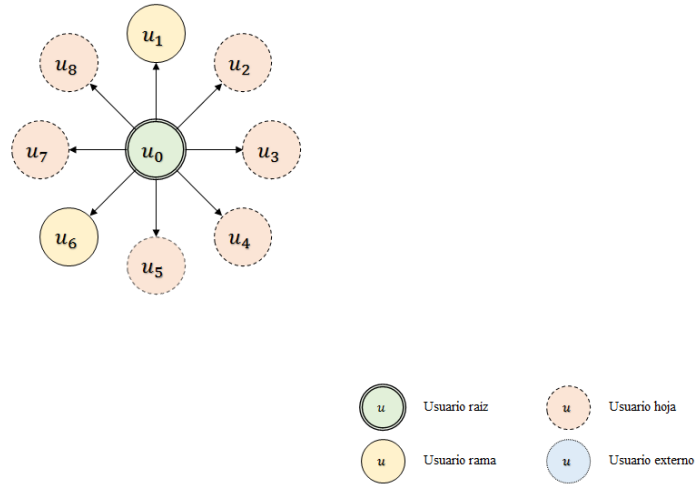 u₁
u₈ u₂
u₇ u₀ u₃
u₆ u₄
u₅
u Usuario raiz u Usuario hoja
u Usuario rama u Usuario externo